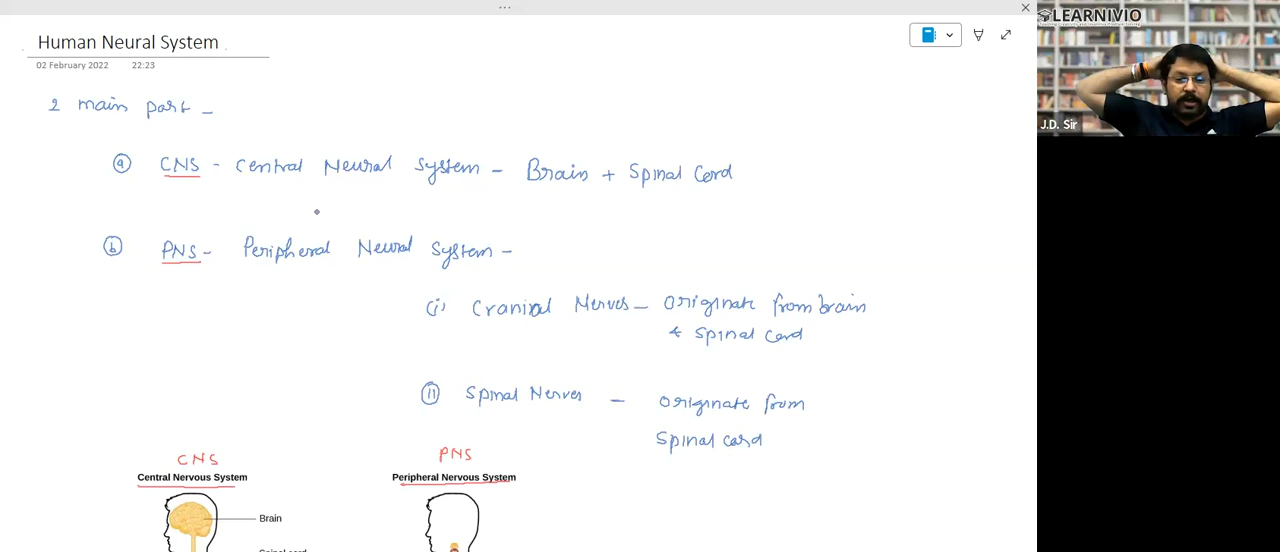 LEARNIVIO
Human Neural System
02 February 2022 22:23
J.D. Sir
2 main part -
(a) CNS - Central Neural System - Brain + Spinal Cord
(b) PNS - Peripheral Neural System -
(i) Cranial Nerves - Originate from brain
& Spinal Cord
(ii) Spinal Nerves - Originate from
Spinal cord
CNS
Central Nervous System
PNS
Peripheral Nervous System
Brain